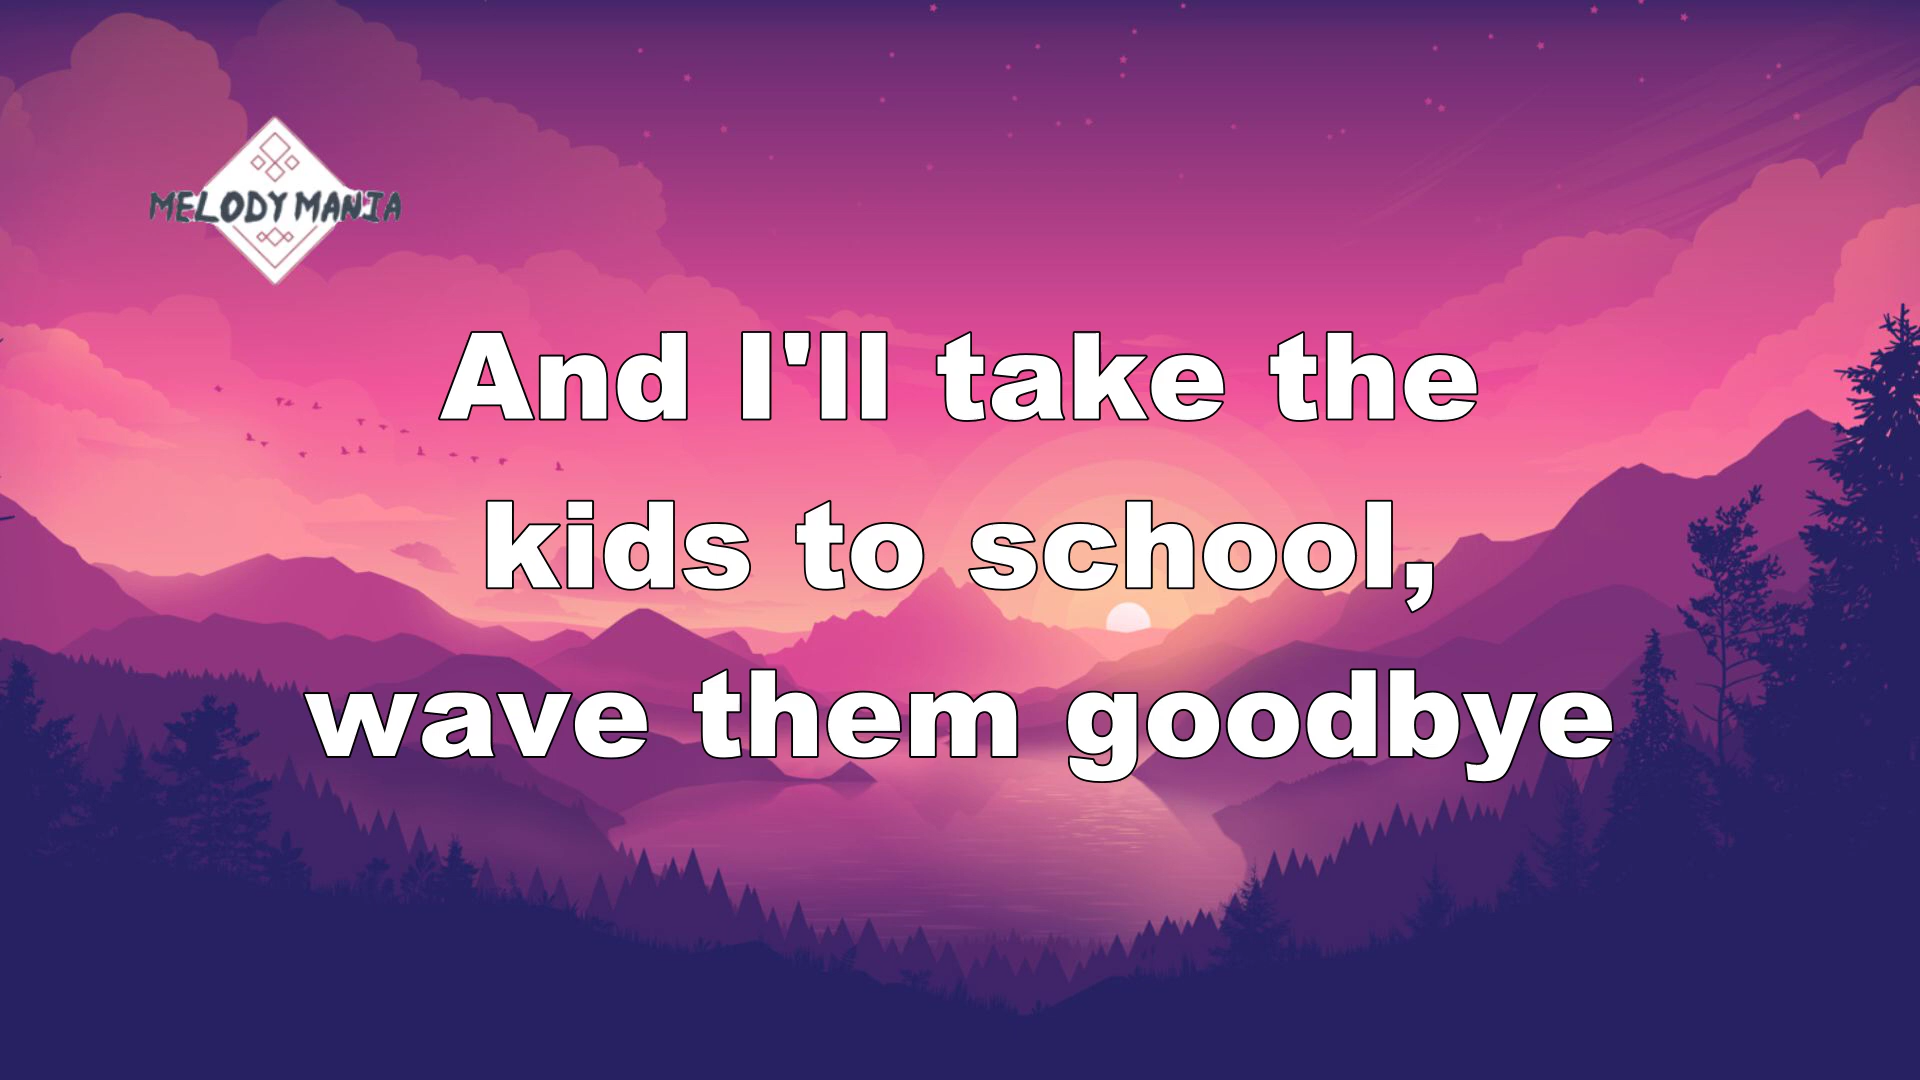 MELODY MANIA
And I'll take the
kids to school,
wave them goodbye